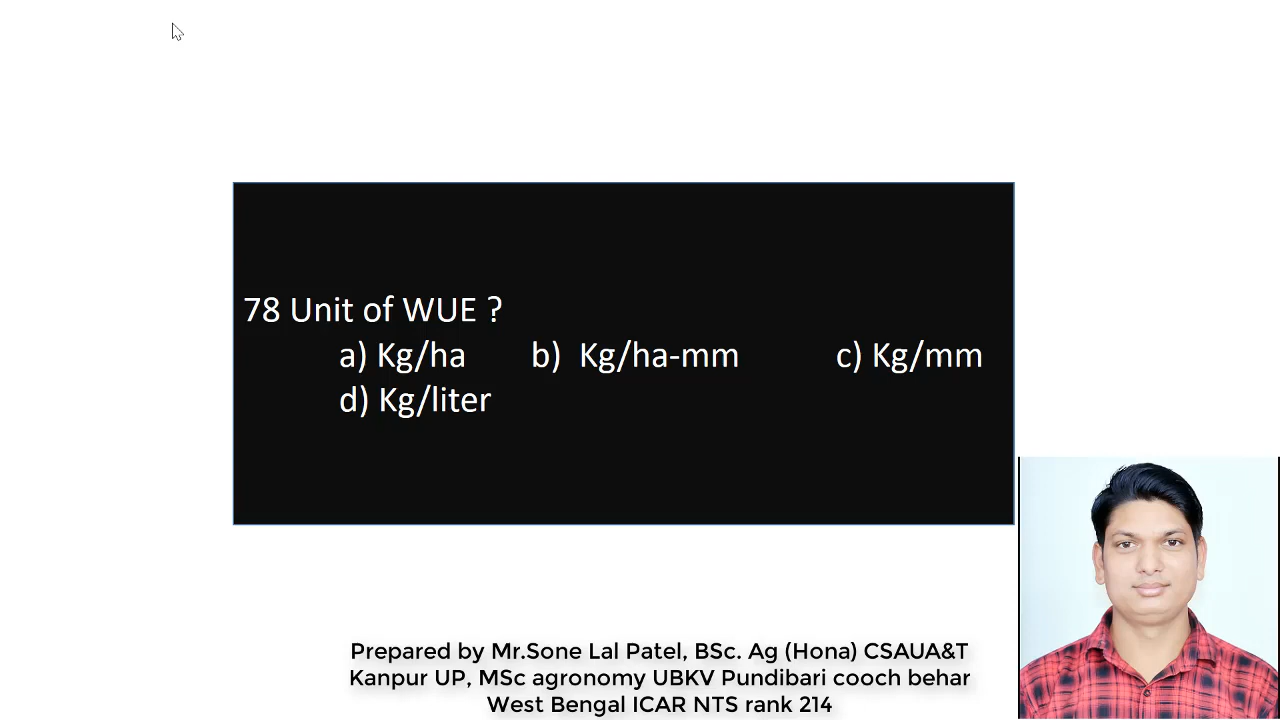 78 Unit of WUE ?
a) Kg/ha b) Kg/ha-mm c) Kg/mm
d) Kg/liter
Prepared by Mr.Sone Lal Patel, BSc. Ag (Hona) CSAUA&T
Kanpur UP, MSc agronomy UBKV Pundibari cooch behar
West Bengal ICAR NTS rank 214